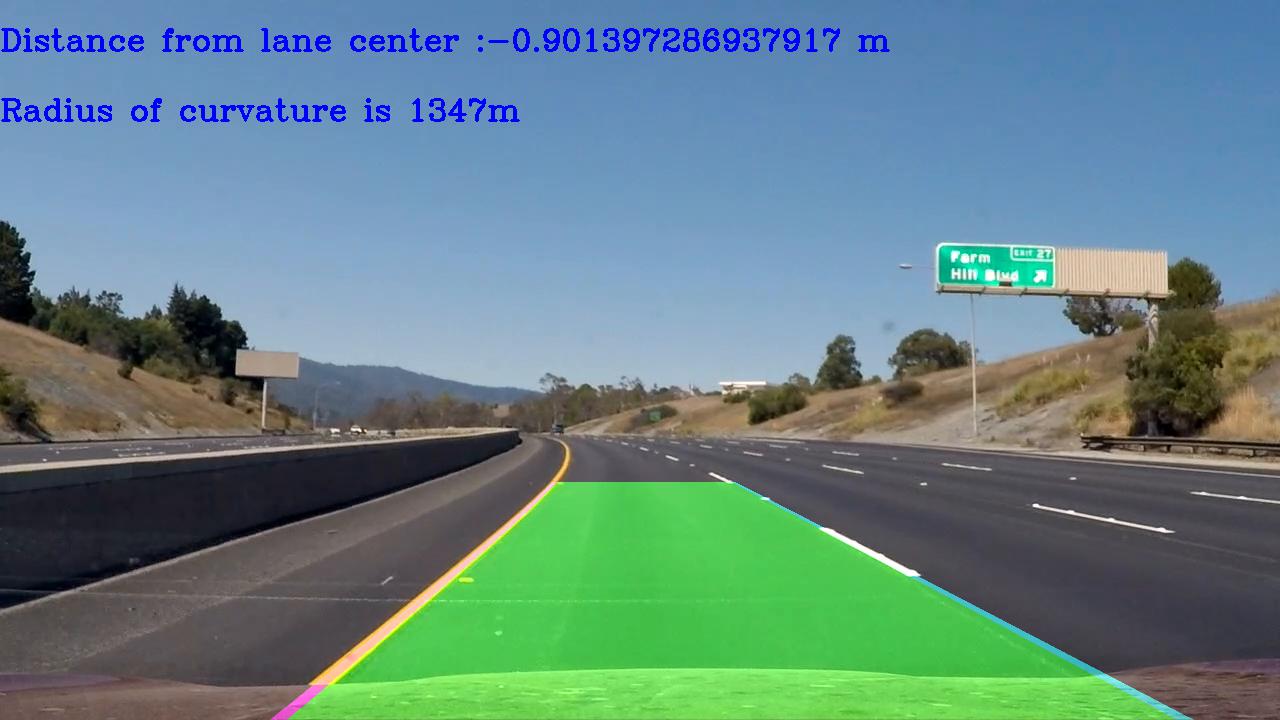 Distance from lane center :-0.901397286937917 m
Radius of curvature is 1347m
EXIT 27
Farm
Hill Blvd